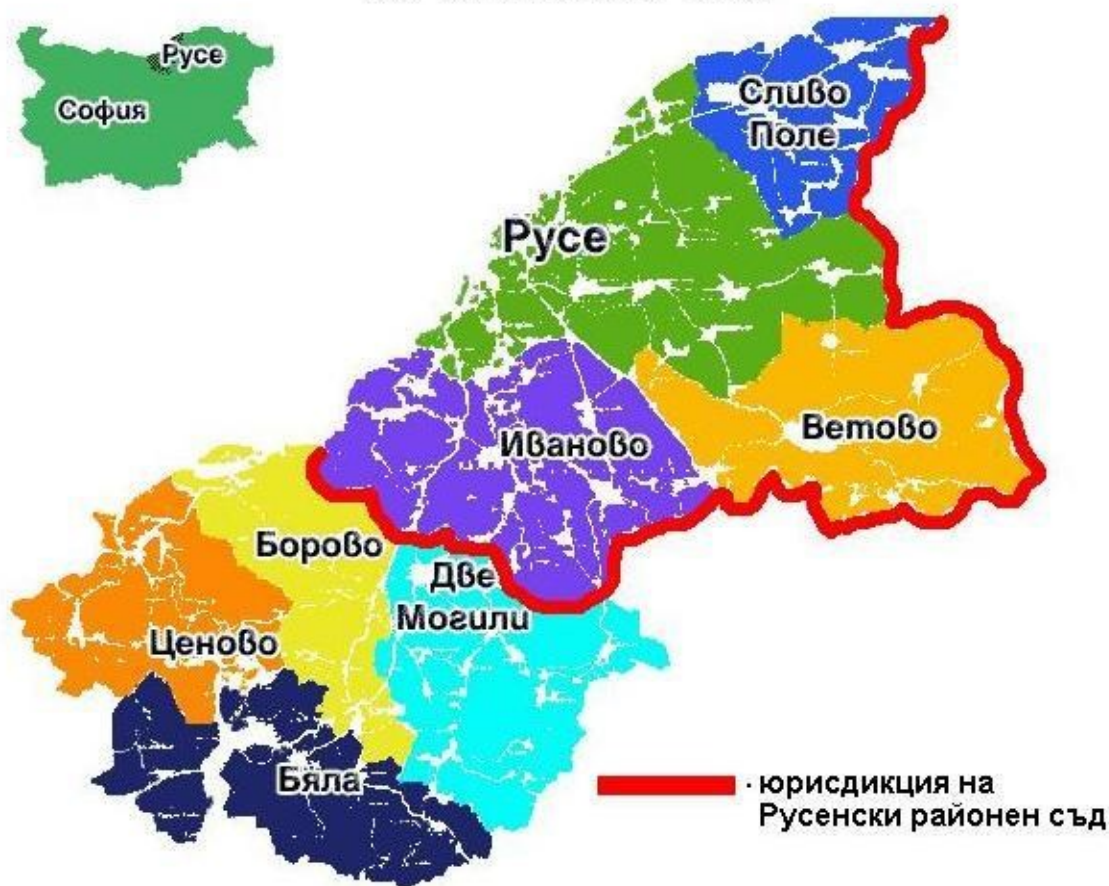 Русе
София
Сливо
Поле
Русе
Ветово
Иваново
Борово
Две
Могили
Ценово
Бяла
- юрисдикция на
Русенски районен съд